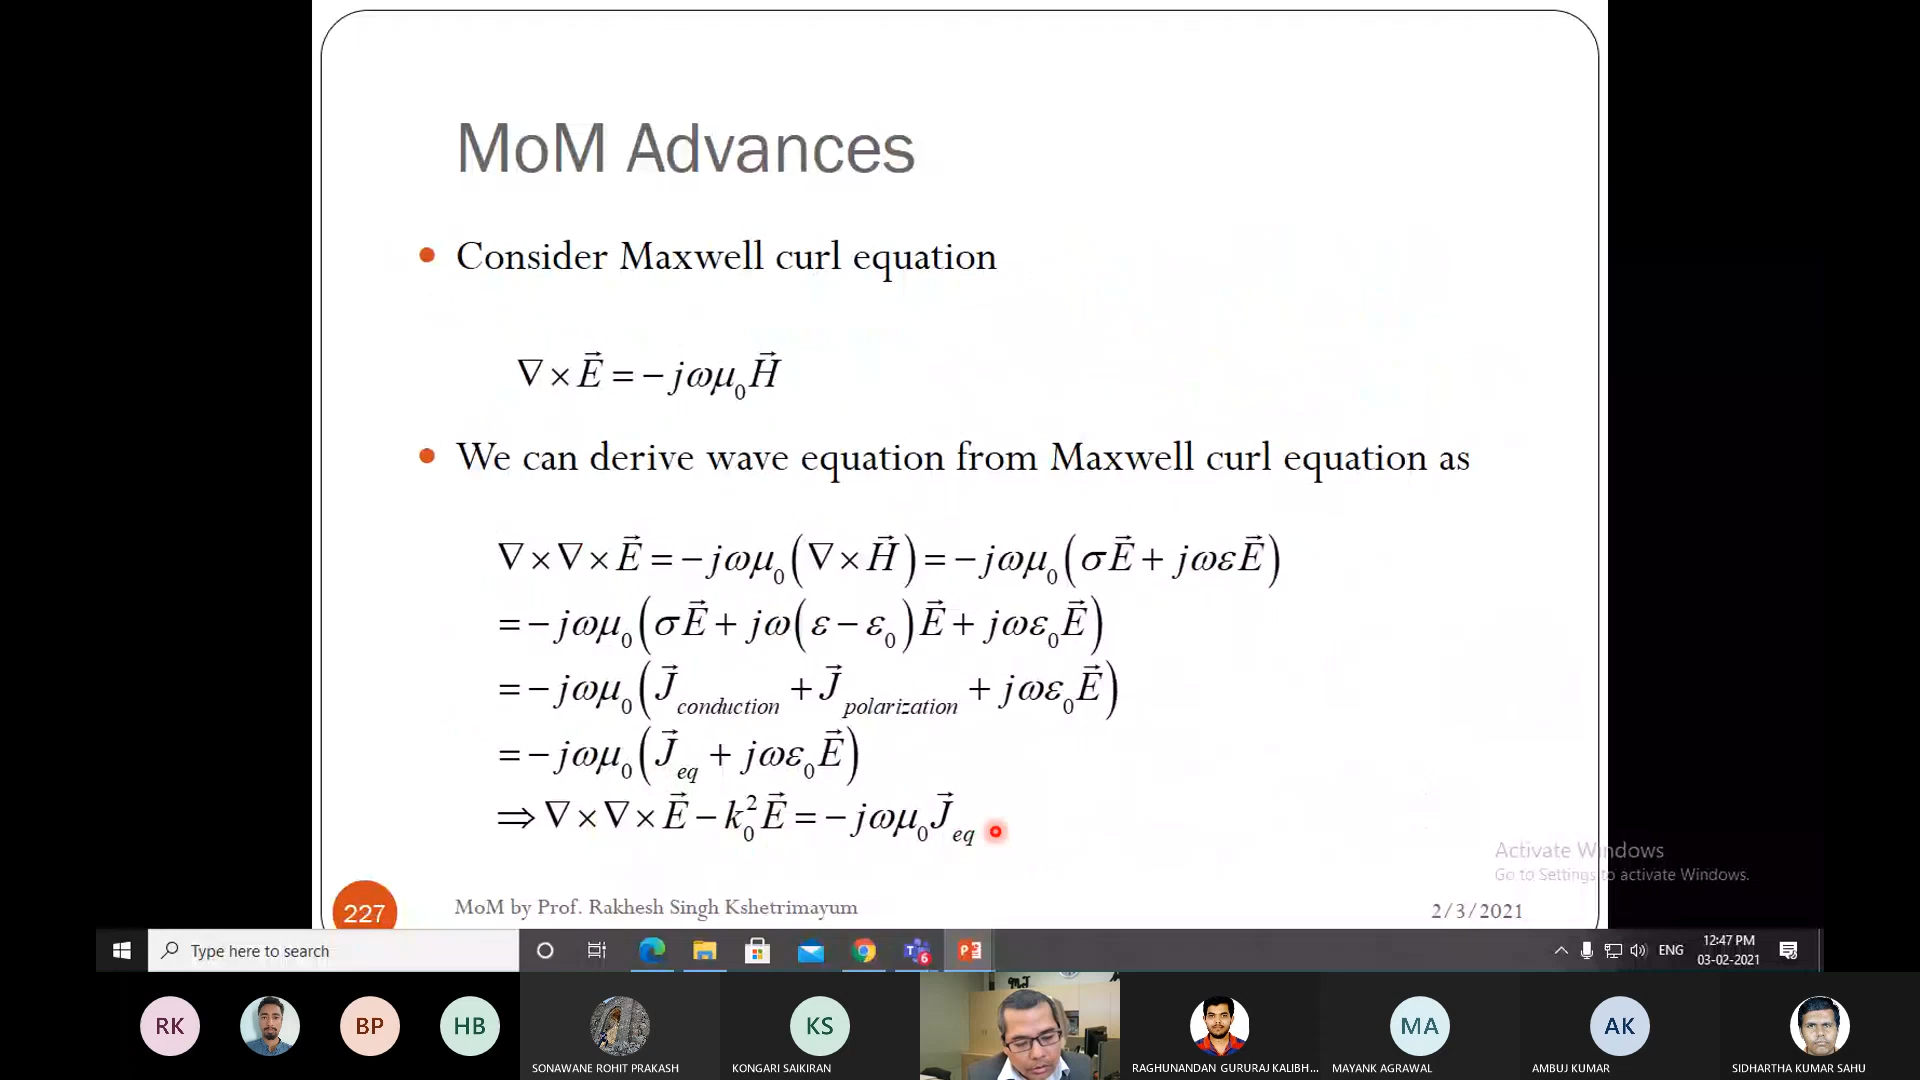 MoM Advances
Consider Maxwell curl equation
∇×E⃗ = −jωμ₀H⃗
We can derive wave equation from Maxwell curl equation as
∇×∇×E⃗ = −jωμ₀(∇×H⃗) = −jωμ₀(σE⃗ + jωεE⃗)
= −jωμ₀(σE⃗ + jω(ε − ε₀)E⃗ + jωε₀E⃗)
= −jωμ₀(J⃗conduction + J⃗polarization + jωε₀E⃗)
= −jωμ₀(J⃗eq + jωε₀E⃗)
⇒ ∇×∇×E⃗ − k₀²E⃗ = −jωμ₀J⃗eq
Activate Windows
Go to Settings to activate Windows.
227 MoM by Prof. Rakhesh Singh Kshetrimayum 2/3/2021
Type here to search
6
ENG
12:47 PM
03-02-2021
RK BP HB KS MA AK
SONAWANE ROHIT PRAKASH KONGARI SAIKIRAN RAGHUNANDAN GURURAJ KALIBH... MAYANK AGRAWAL AMBUJ KUMAR SIDHARTHA KUMAR SAHU